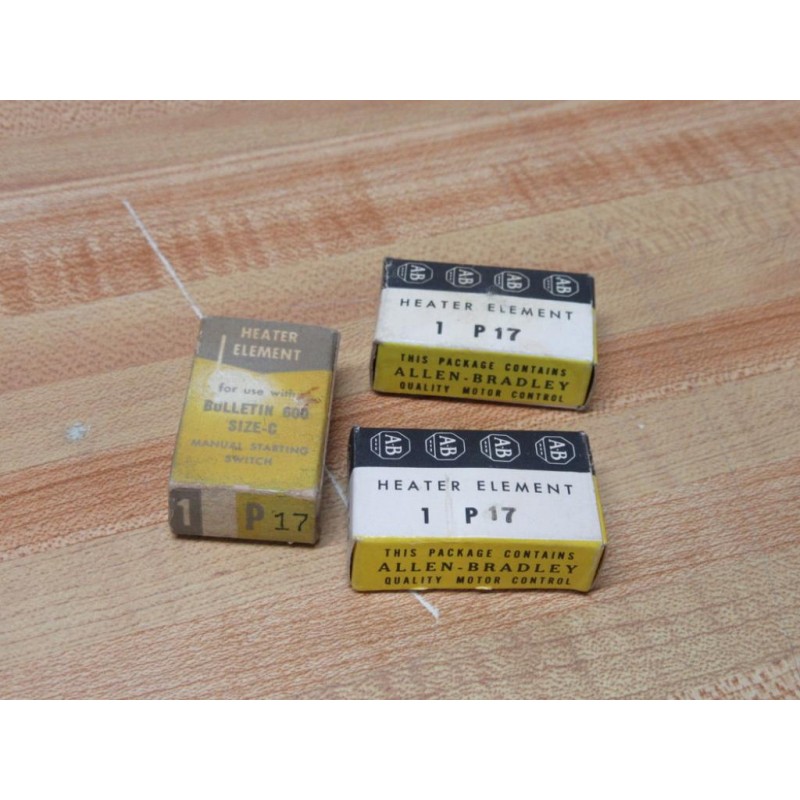 HEATER
ELEMENT
for use with
BULLETIN 600
SIZE-C
MANUAL STARTING
SWITCH
1 P17
AB AB AB AB
HEATER ELEMENT
1 P17
THIS PACKAGE CONTAINS
ALLEN-BRADLEY
QUALITY MOTOR CONTROL
AB AB AB AB
HEATER ELEMENT
1 P17
THIS PACKAGE CONTAINS
ALLEN-BRADLEY
QUALITY MOTOR CONTROL